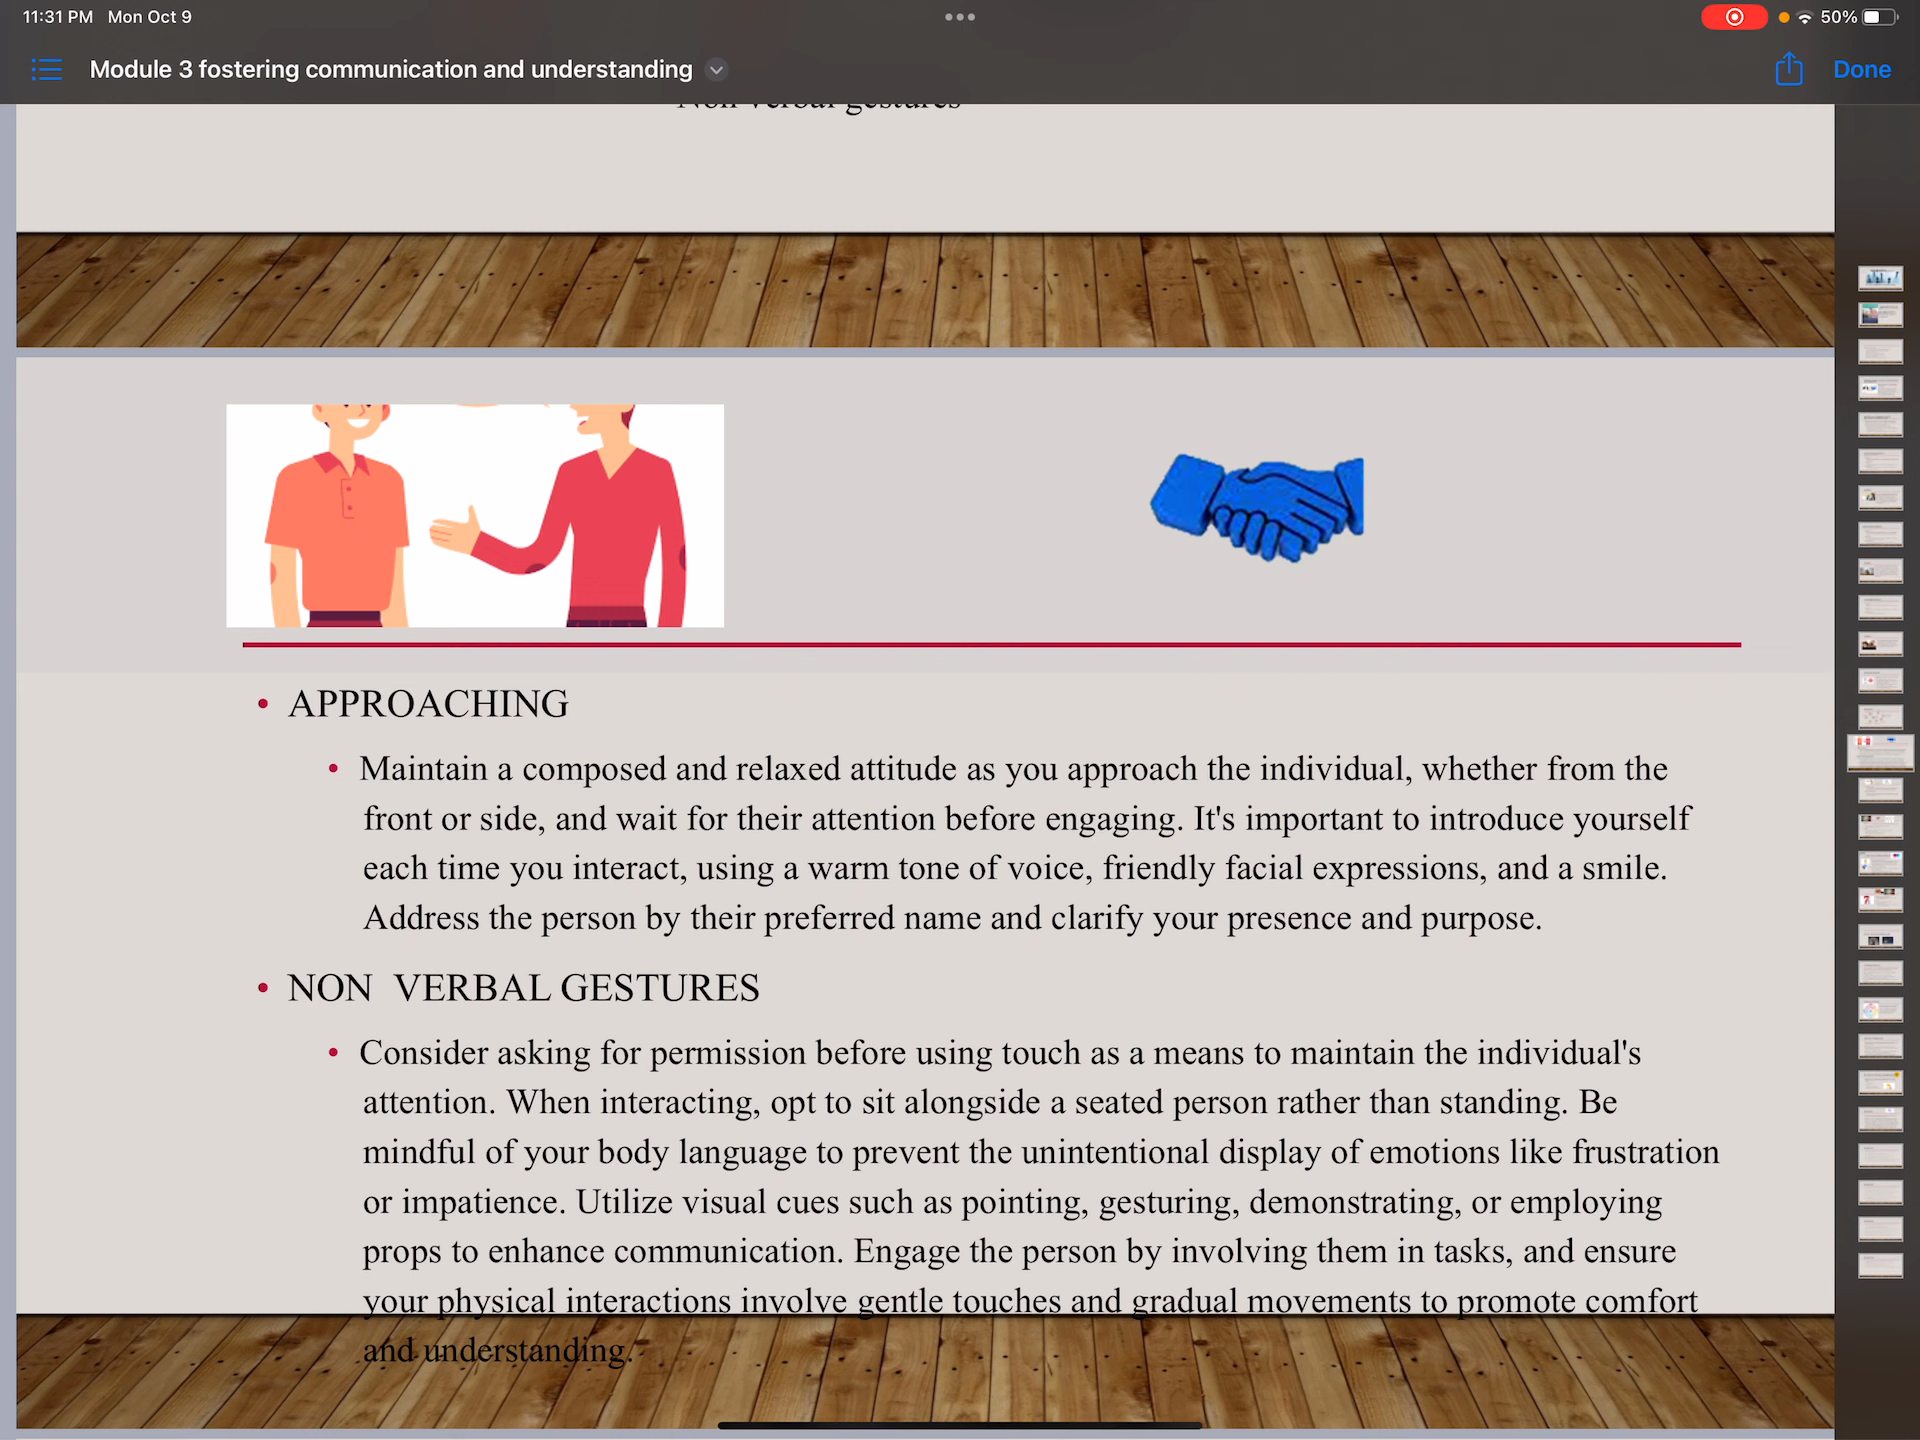 11:31 PM Mon Oct 9
50%
Module 3 fostering communication and understanding
Done
Non verbal gestures
• APPROACHING
• Maintain a composed and relaxed attitude as you approach the individual, whether from the
front or side, and wait for their attention before engaging. It's important to introduce yourself
each time you interact, using a warm tone of voice, friendly facial expressions, and a smile.
Address the person by their preferred name and clarify your presence and purpose.
• NON VERBAL GESTURES
• Consider asking for permission before using touch as a means to maintain the individual's
attention. When interacting, opt to sit alongside a seated person rather than standing. Be
mindful of your body language to prevent the unintentional display of emotions like frustration
or impatience. Utilize visual cues such as pointing, gesturing, demonstrating, or employing
props to enhance communication. Engage the person by involving them in tasks, and ensure
your physical interactions involve gentle touches and gradual movements to promote comfort
and understanding.